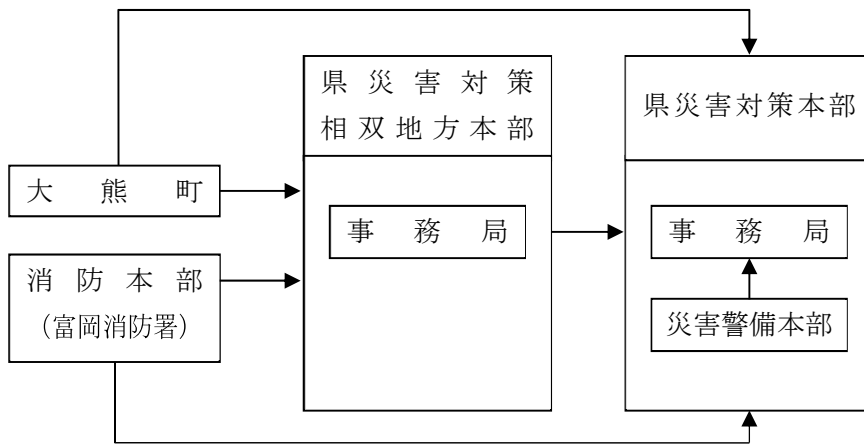 県災害対策
相双地方本部
県災害対策本部
大熊町
事務局
事務局
消防本部
(富岡消防署)
災害警備本部